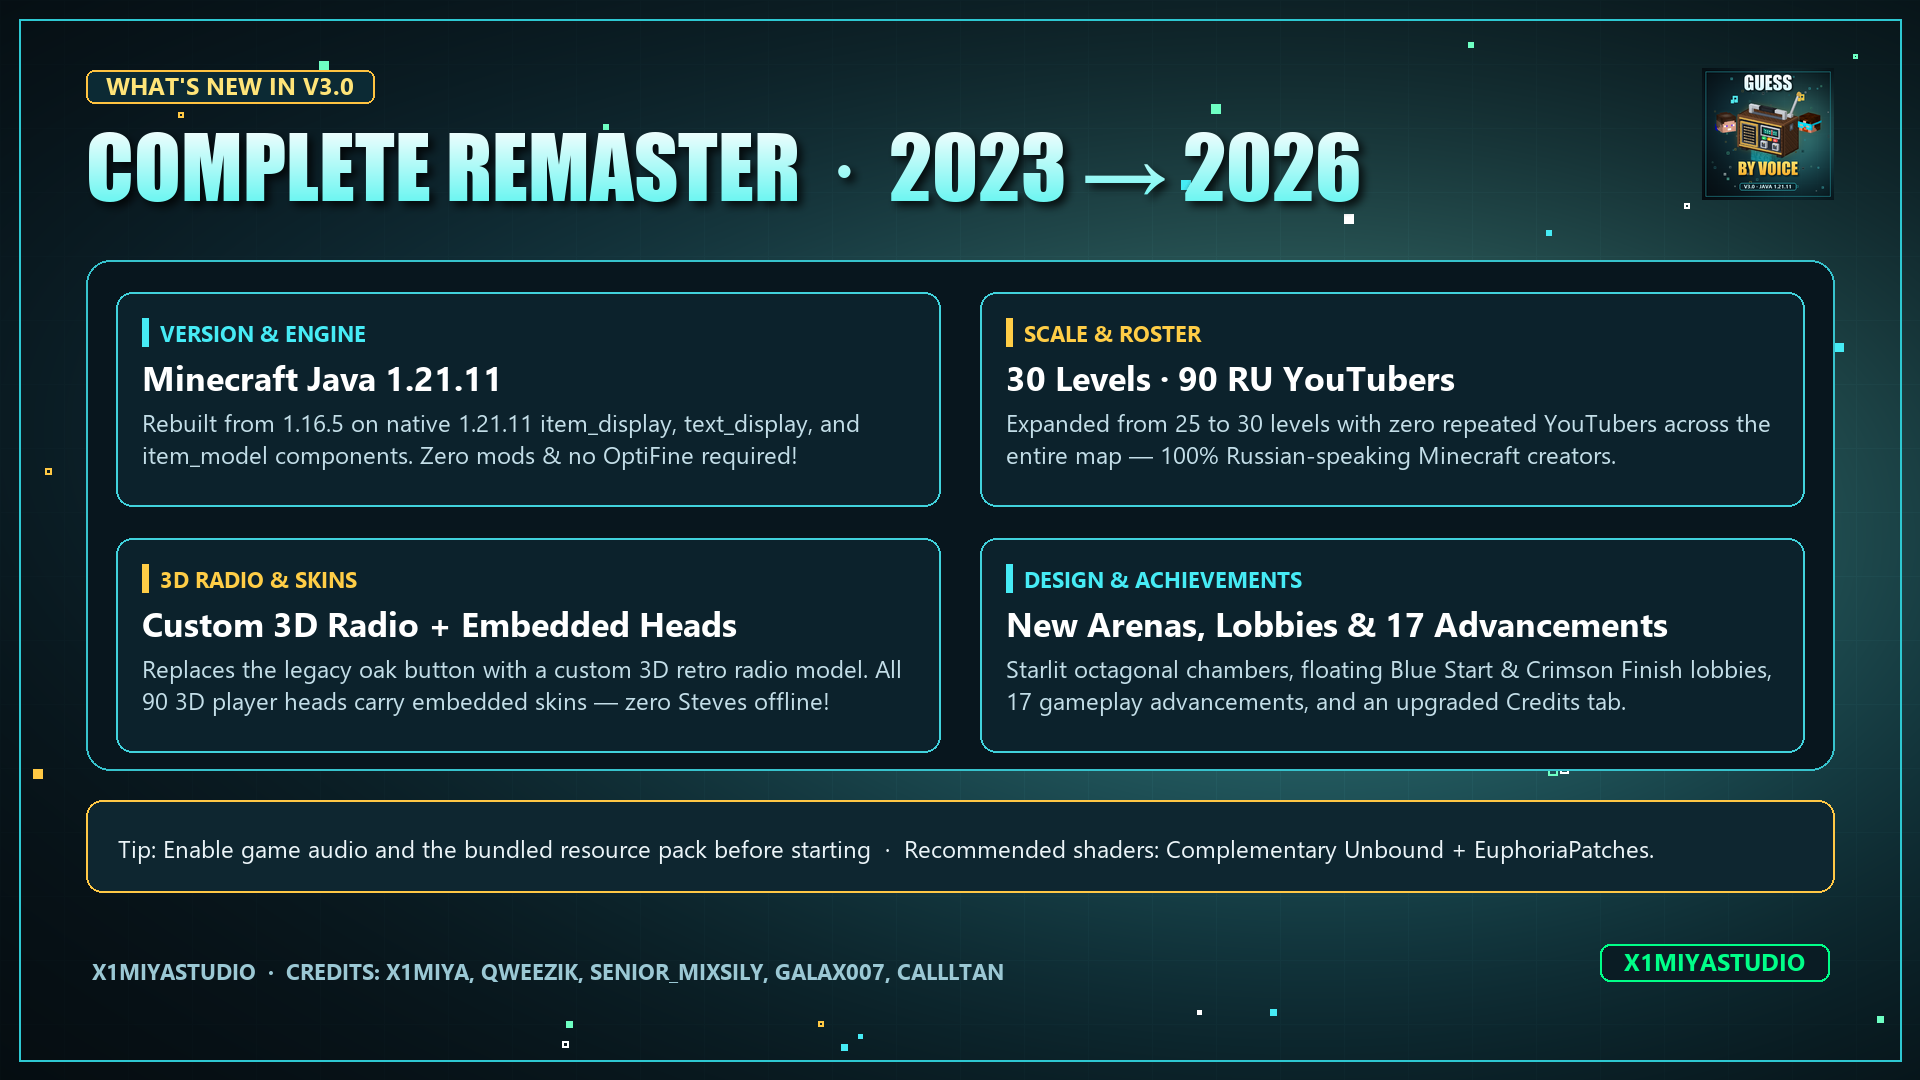 WHAT'S NEW IN V3.0
COMPLETE REMASTER · 2023 → 2026
GUESS
BY VOICE
V3.0 · JAVA 1.21.11
VERSION & ENGINE
Minecraft Java 1.21.11
Rebuilt from 1.16.5 on native 1.21.11 item_display, text_display, and
item_model components. Zero mods & no OptiFine required!
SCALE & ROSTER
30 Levels · 90 RU YouTubers
Expanded from 25 to 30 levels with zero repeated YouTubers across the
entire map — 100% Russian-speaking Minecraft creators.
3D RADIO & SKINS
Custom 3D Radio + Embedded Heads
Replaces the legacy oak button with a custom 3D retro radio model. All
90 3D player heads carry embedded skins — zero Steves offline!
DESIGN & ACHIEVEMENTS
New Arenas, Lobbies & 17 Advancements
Starlit octagonal chambers, floating Blue Start & Crimson Finish lobbies,
17 gameplay advancements, and an upgraded Credits tab.
Tip: Enable game audio and the bundled resource pack before starting · Recommended shaders: Complementary Unbound + EuphoriaPatches.
X1MIYASTUDIO · CREDITS: X1MIYA, QWEEZIK, SENIOR_MIXSILY, GALAX007, CALLLTAN
X1MIYASTUDIO